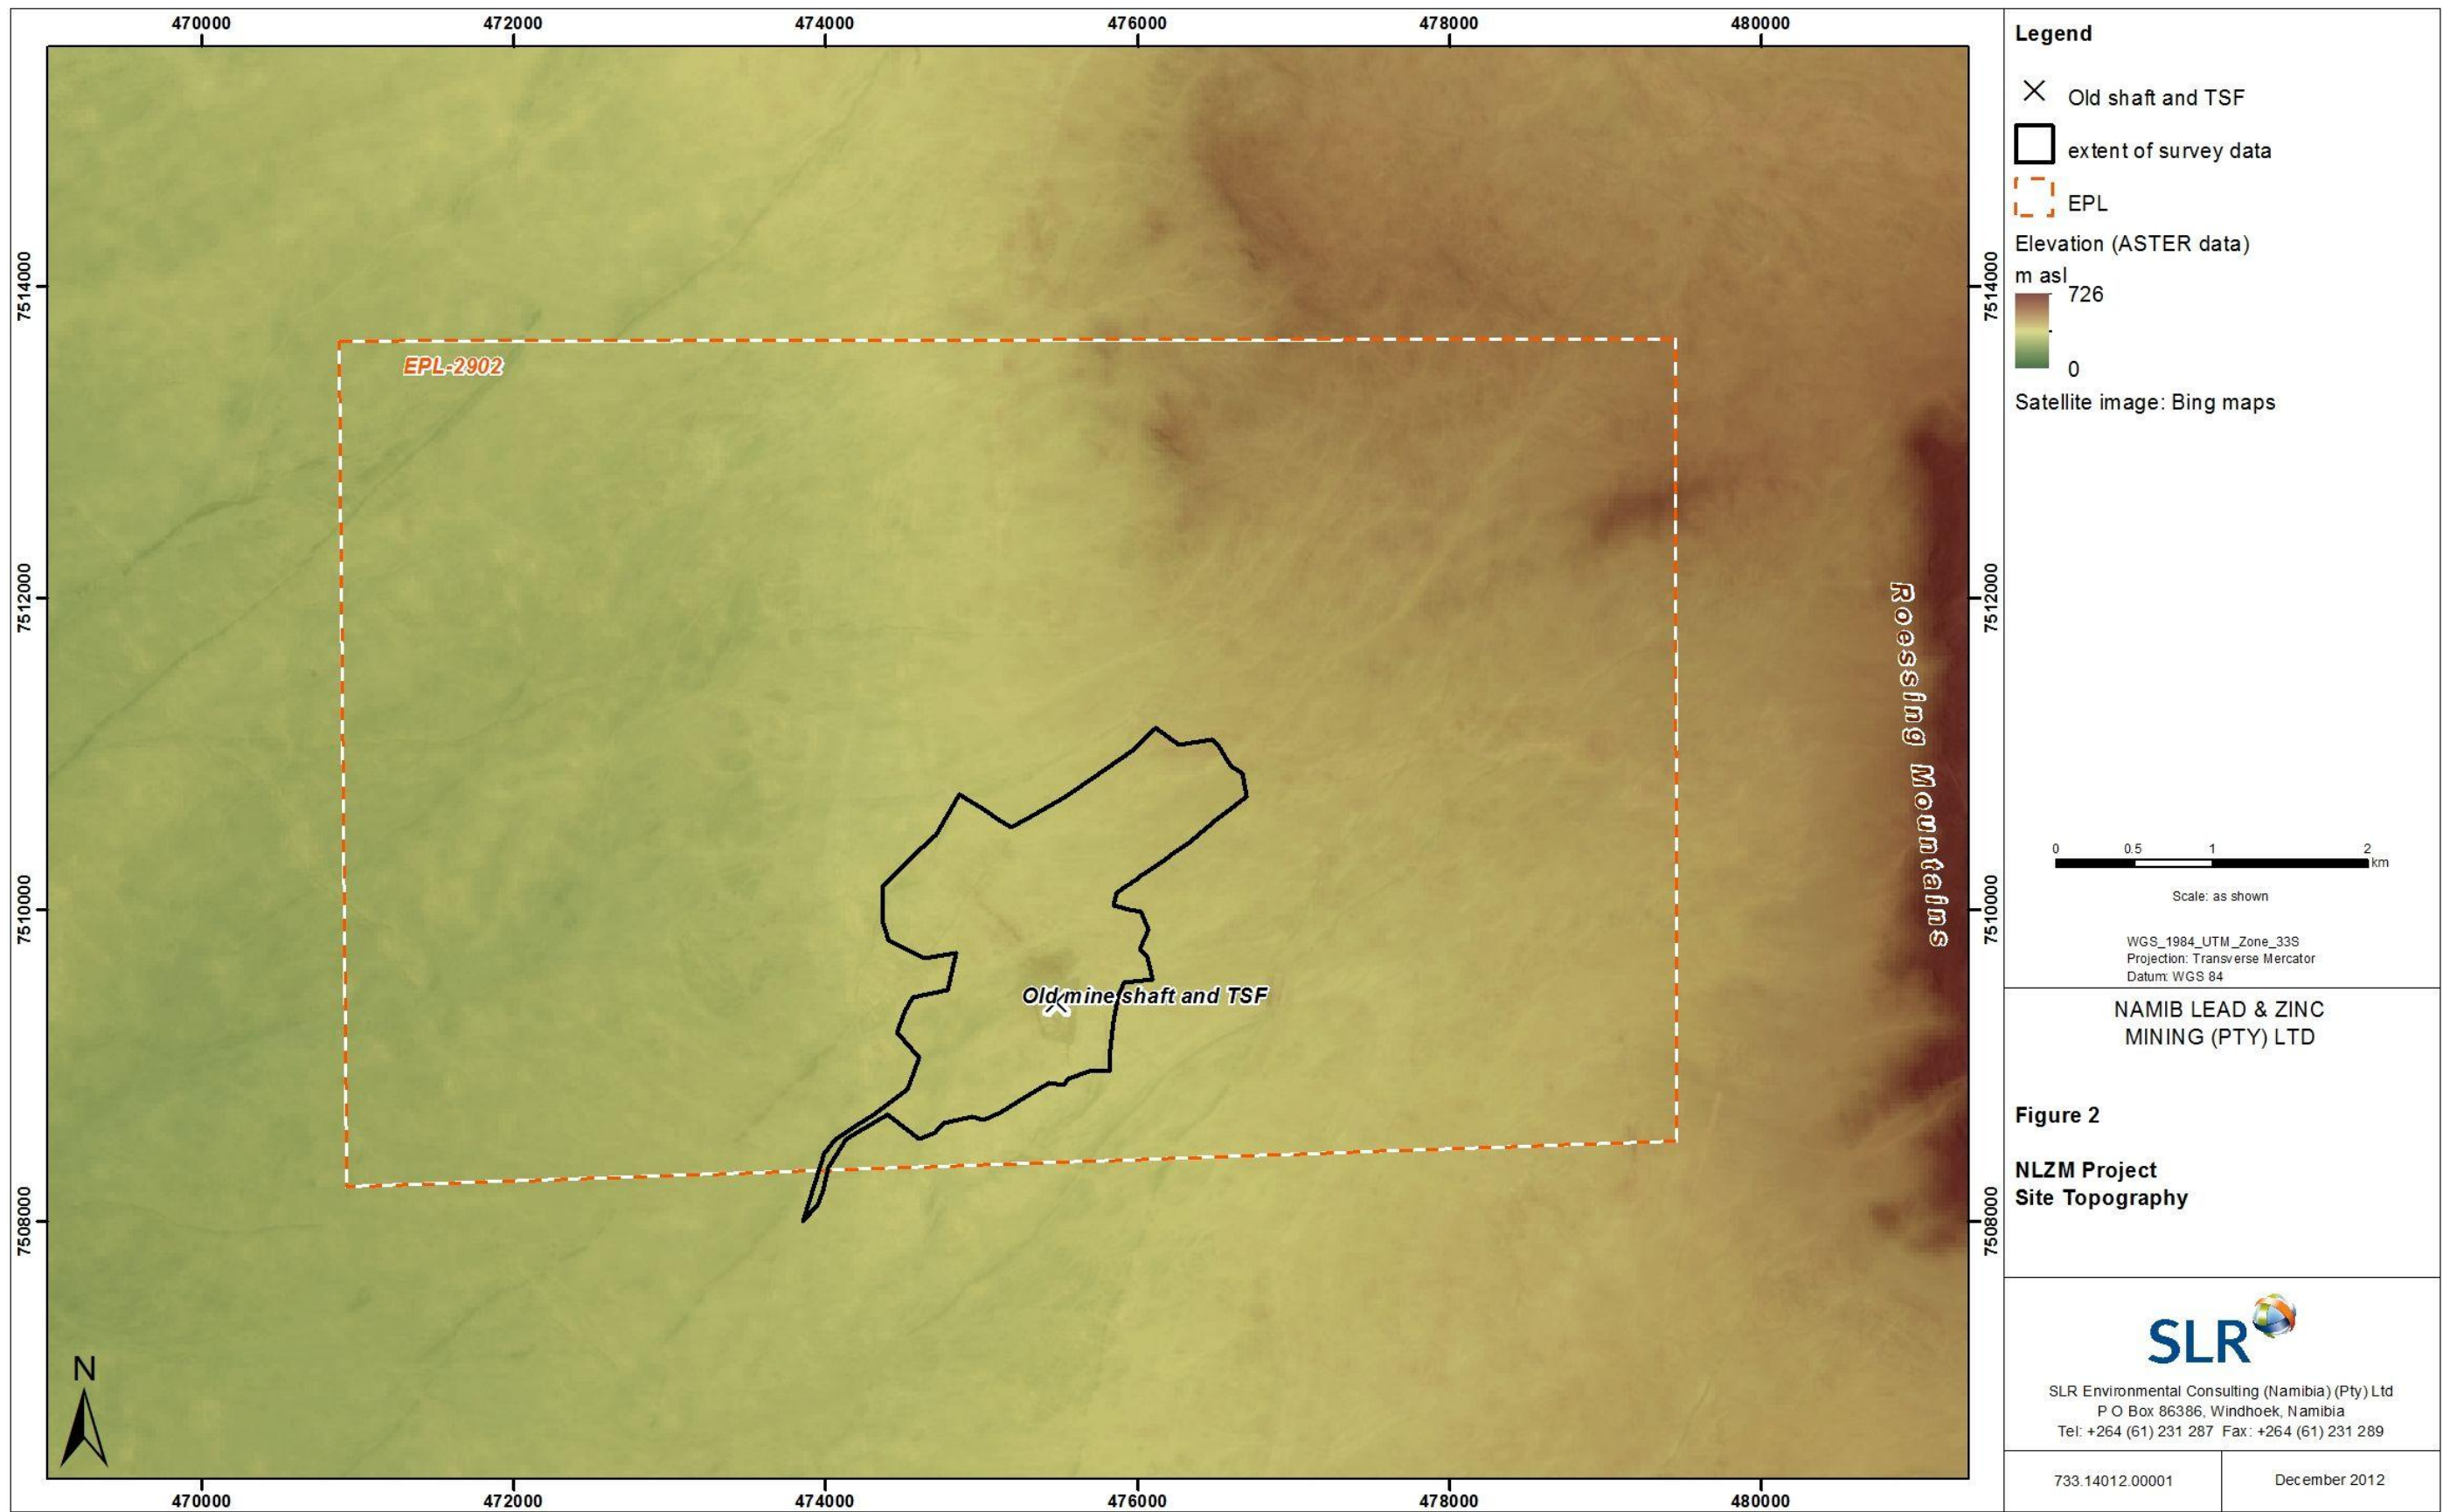 470000 472000 474000 476000 478000 480000
7514000
7512000
7510000
7508000
EPL-2902
Old mine shaft and TSF
Roessing Mountains
N
7514000
7512000
7510000
7508000
470000 472000 474000 476000 478000 480000
Legend
Old shaft and TSF
extent of survey data
EPL
Elevation (ASTER data)
m asl
726
0
Satellite image: Bing maps
0 0.5 1 2
km
Scale: as shown
WGS_1984_UTM_Zone_33S
Projection: Transverse Mercator
Datum: WGS 84
NAMIB LEAD & ZINC
MINING (PTY) LTD
Figure 2
NLZM Project
Site Topography
SLR
SLR Environmental Consulting (Namibia) (Pty) Ltd
P O Box 86386, Windhoek, Namibia
Tel: +264 (61) 231 287 Fax: +264 (61) 231 289
733.14012.00001
December 2012